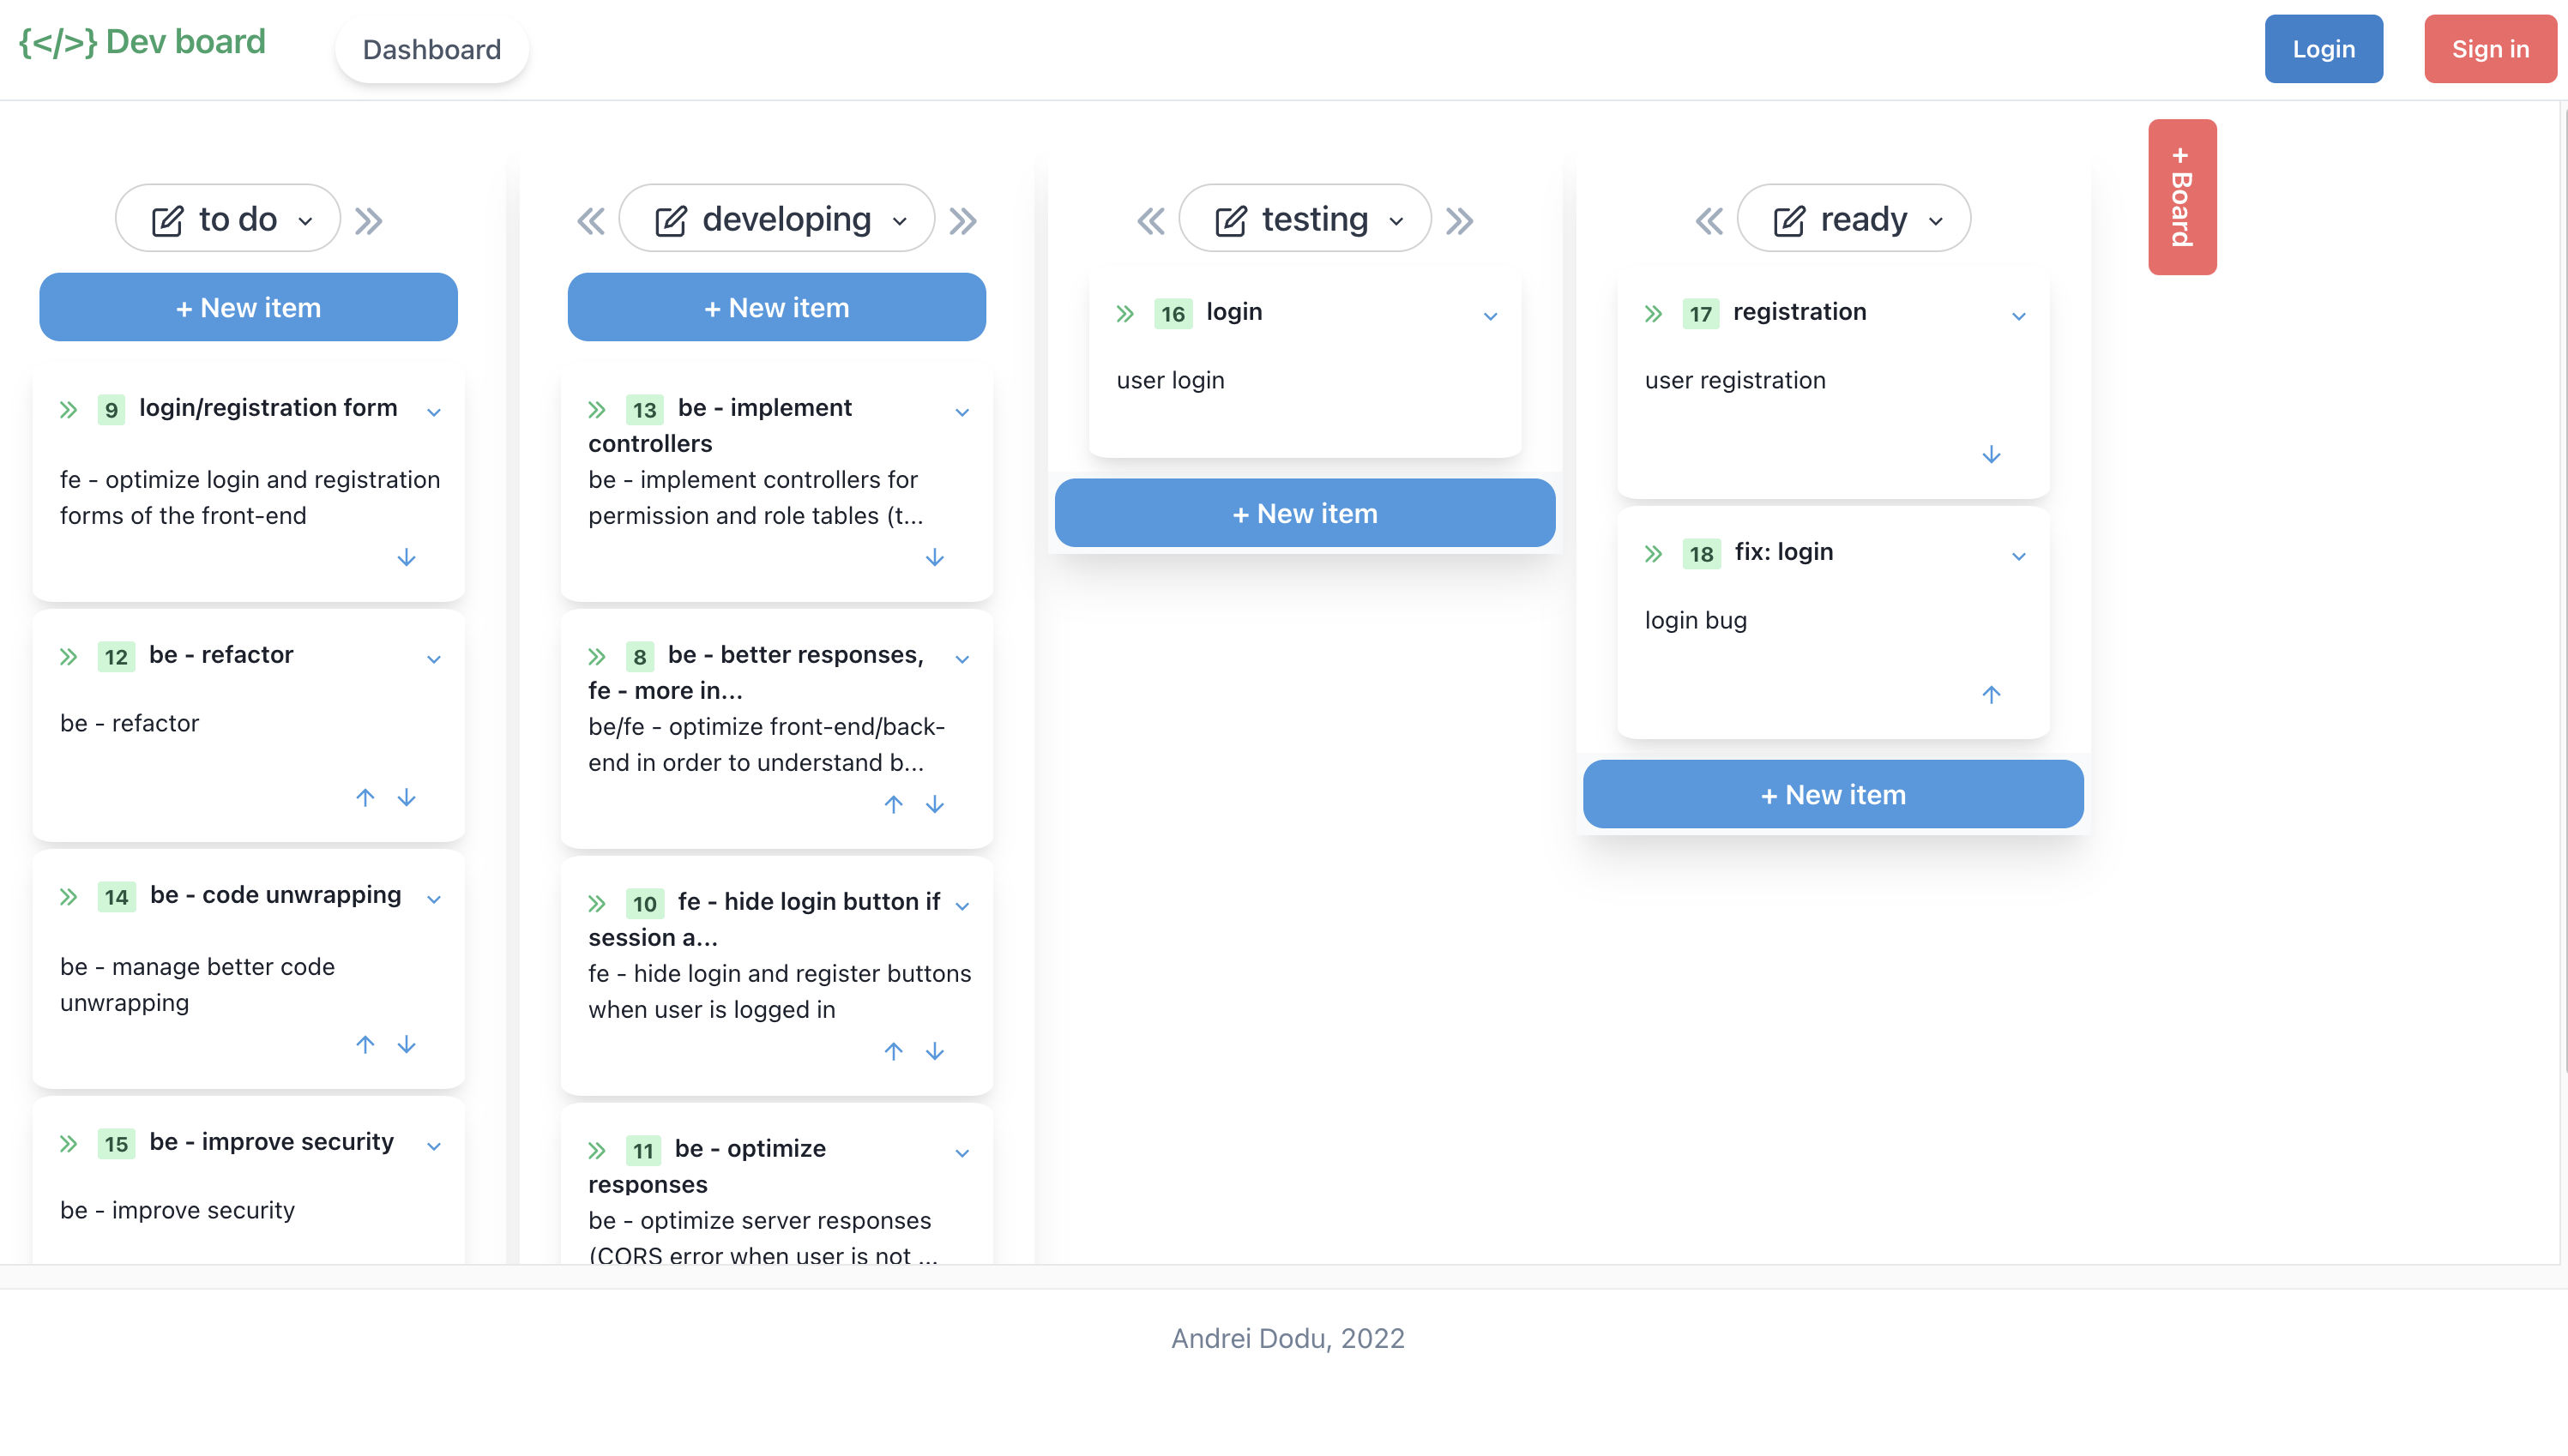 {</>} Dev board
Dashboard
Login
Sign in
+ Board
to do
+ New item
9 login/registration form
fe - optimize login and registration
forms of the front-end
12 be - refactor
be - refactor
14 be - code unwrapping
be - manage better code
unwrapping
15 be - improve security
be - improve security
developing
+ New item
13 be - implement
controllers
be - implement controllers for
permission and role tables (t...
8 be - better responses,
fe - more in...
be/fe - optimize front-end/back-
end in order to understand b...
10 fe - hide login button if
session a...
fe - hide login and register buttons
when user is logged in
11 be - optimize
responses
be - optimize server responses
(CORS error when user is not ...
testing
16 login
user login
+ New item
ready
17 registration
user registration
18 fix: login
login bug
+ New item
Andrei Dodu, 2022